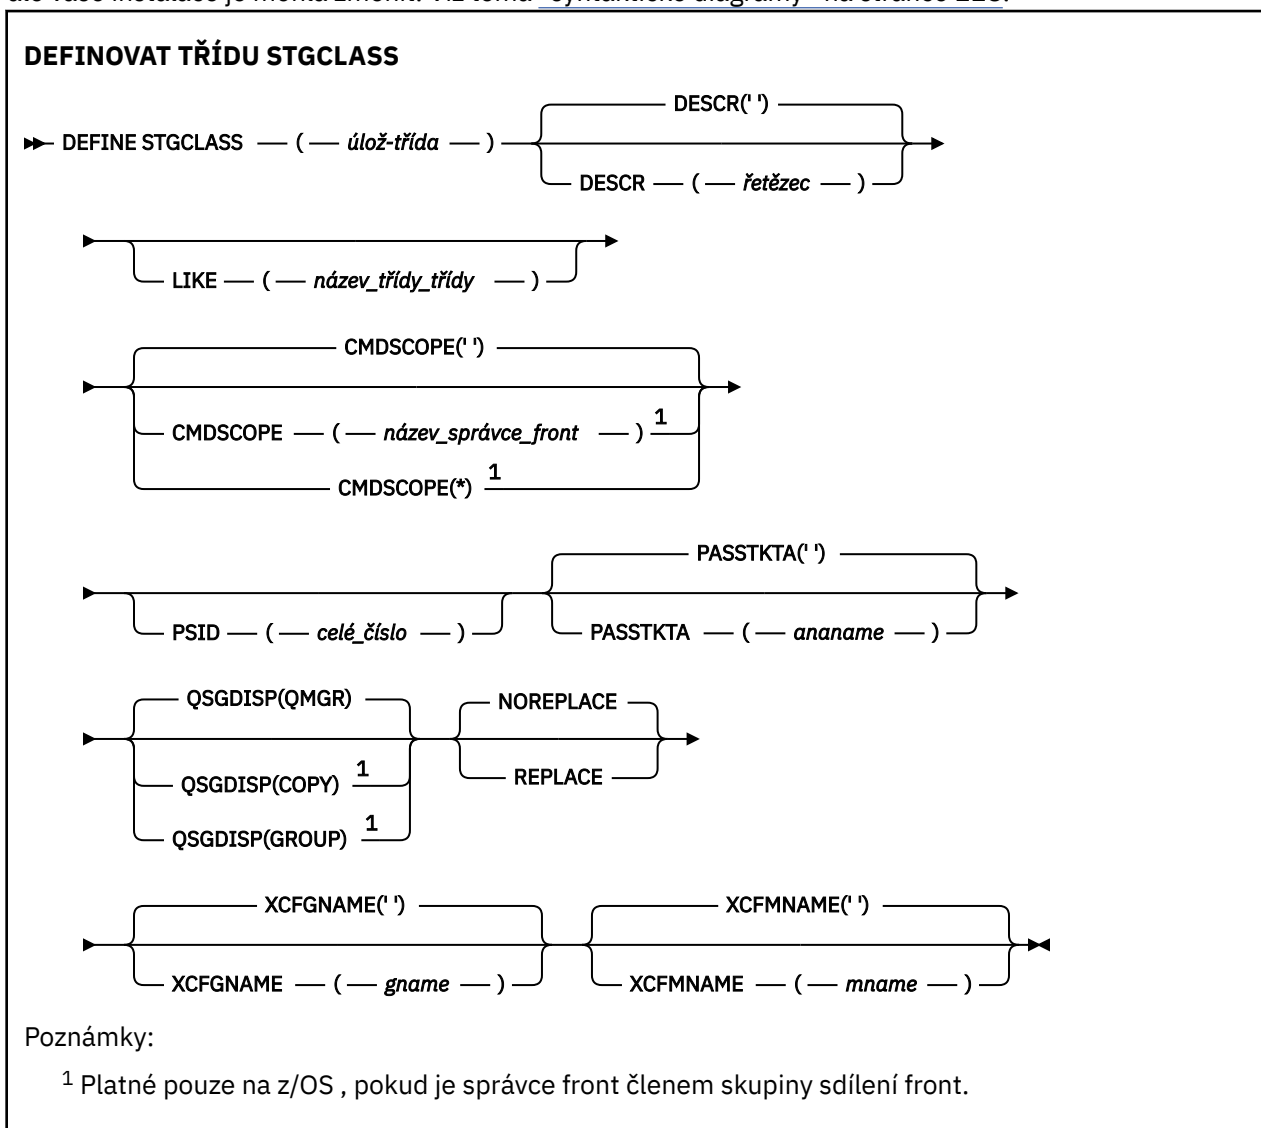 DEFINOVAT TŘÍDU STGCLASS
DESCR(' ')
DEFINE STGCLASS ( úlož-třída )
DESCR ( řetězec )
LIKE ( název_třídy_třídy )
CMDSCOPE(' ')
CMDSCOPE ( název_správce_front ) 1
CMDSCOPE(*) 1
PASSTKTA(' ')
PSID ( celé_číslo ) PASSTKTA ( ananame )
QSGDISP(QMGR) NOREPLACE
QSGDISP(COPY) 1 REPLACE
QSGDISP(GROUP) 1
XCFGNAME(' ') XCFMNAME(' ')
XCFGNAME ( gname ) XCFMNAME ( mname )
Poznámky:
1 Platné pouze na z/OS , pokud je správce front členem skupiny sdílení front.